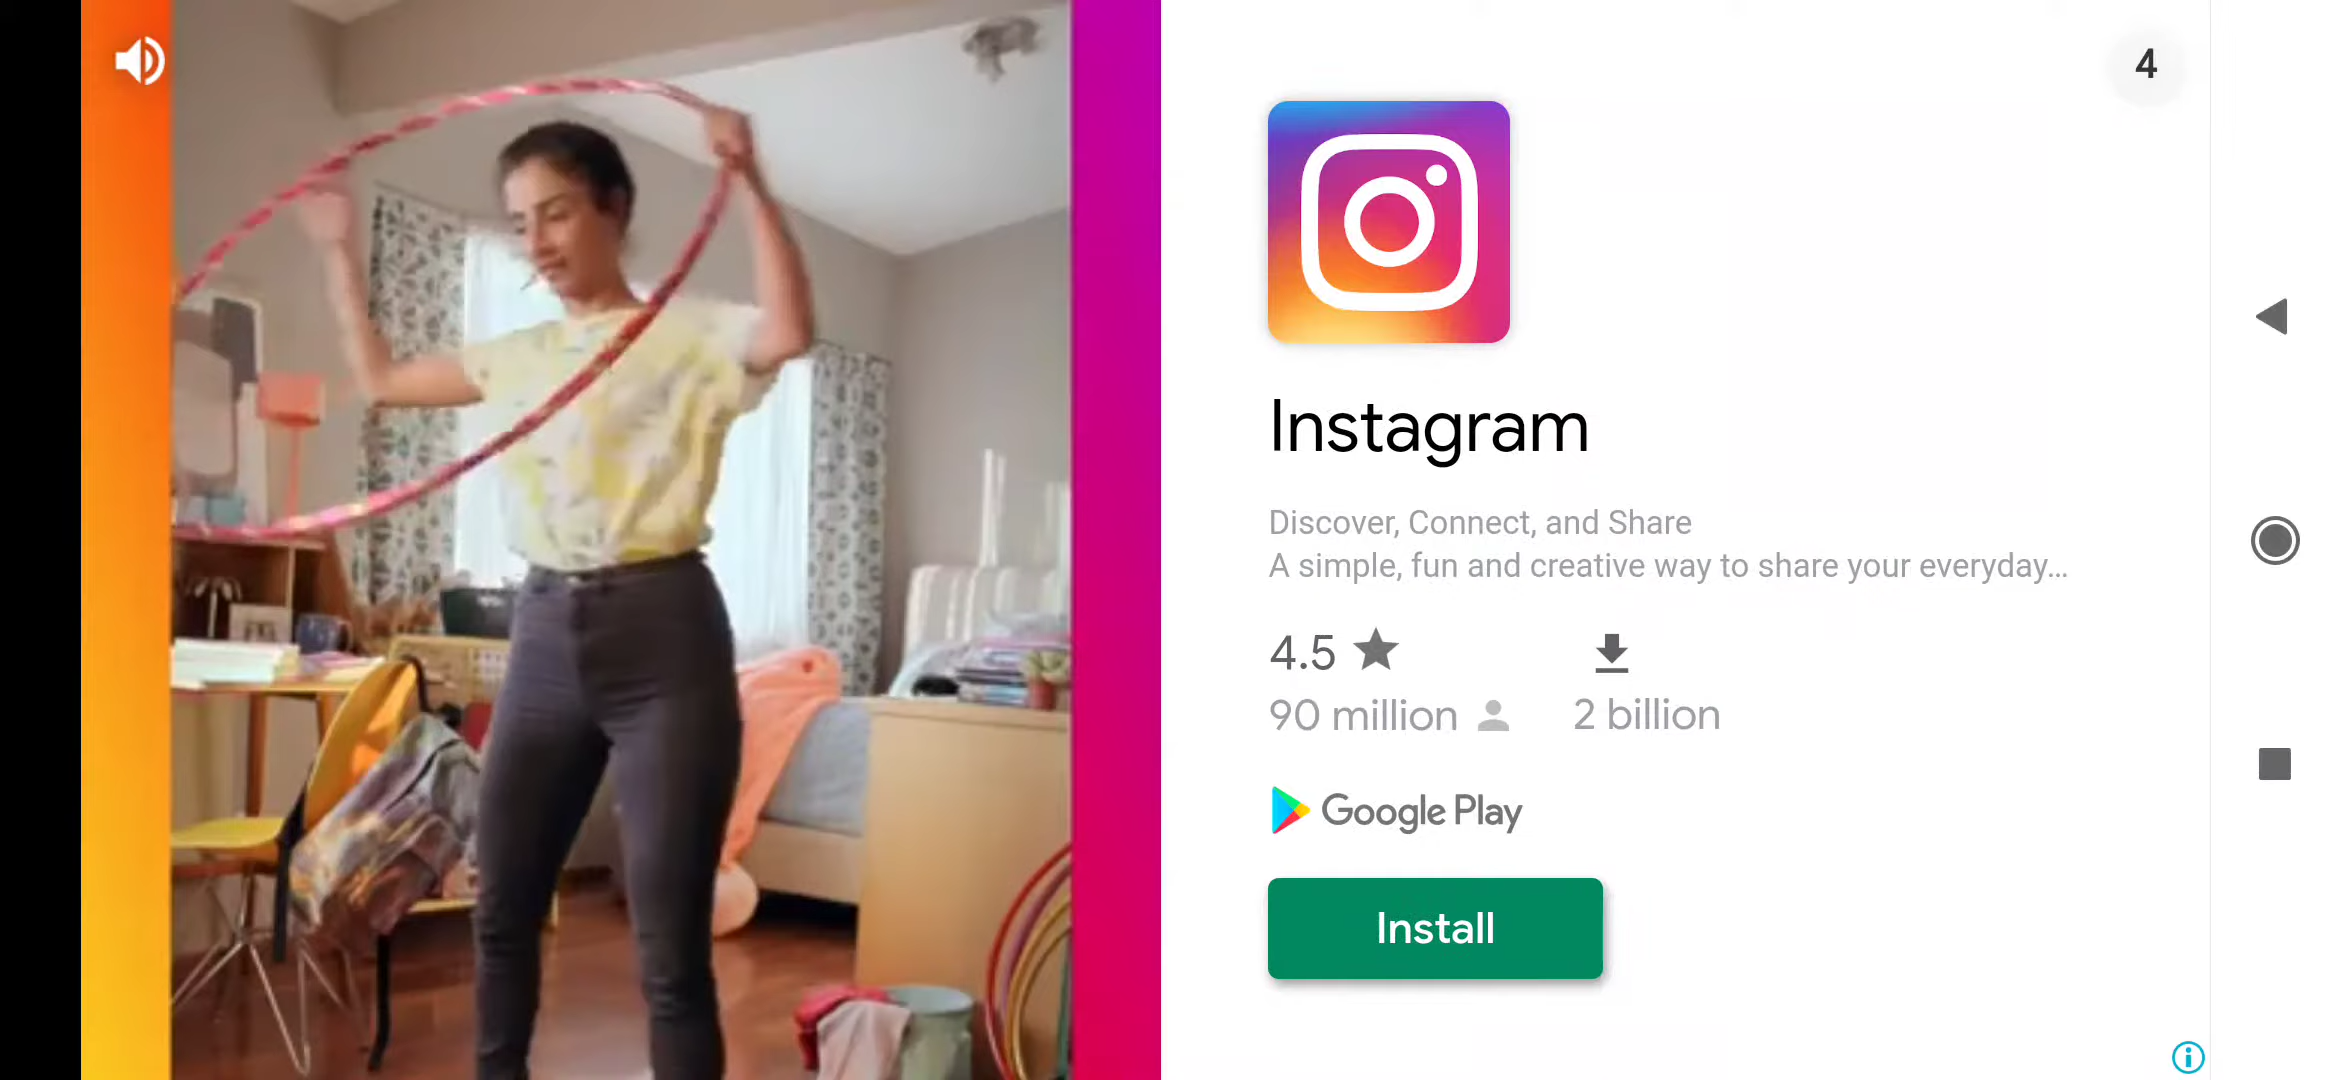 4
Instagram
Discover, Connect, and Share
A simple, fun and creative way to share your everyday...
4.5
90 million
2 billion
Google Play
Install